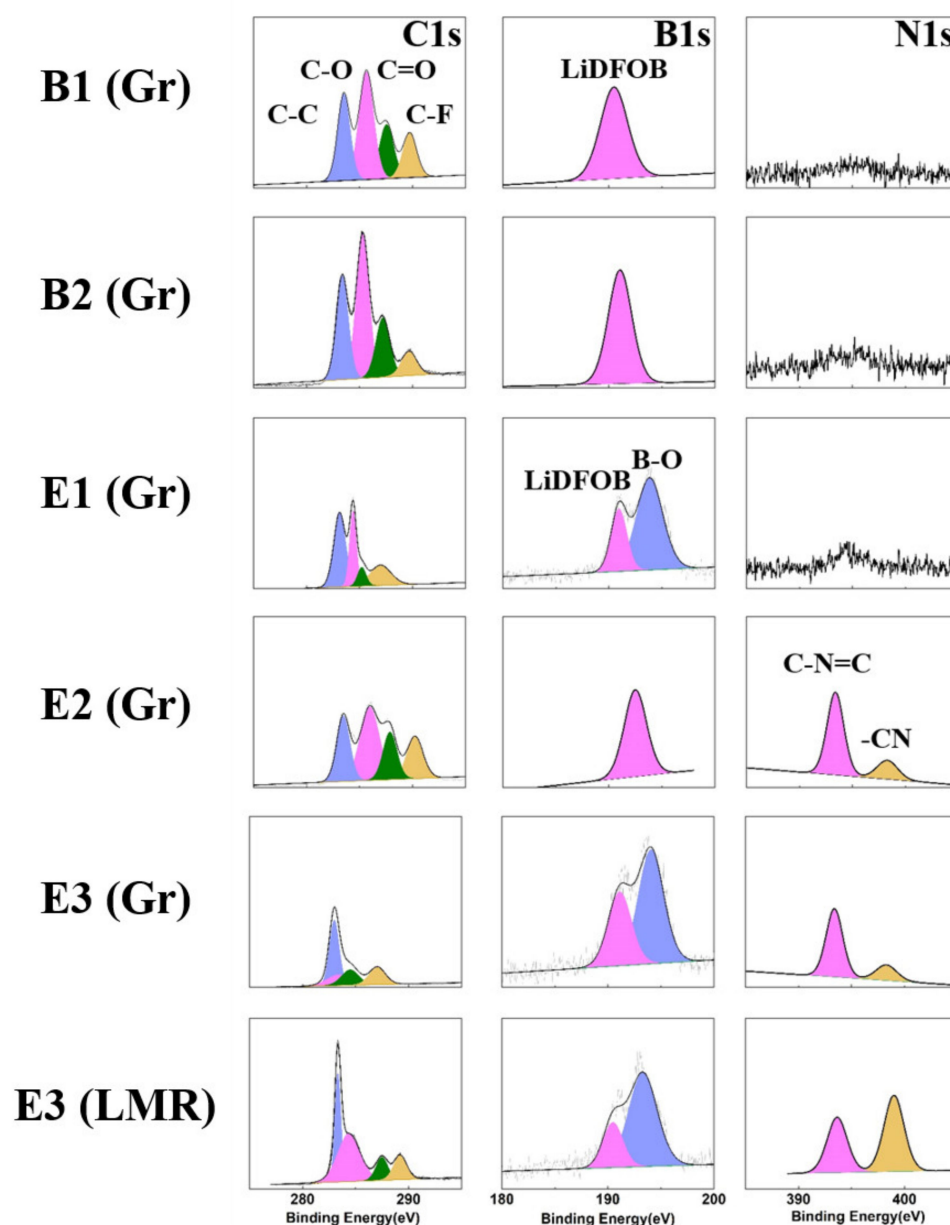 C1s B1s N1s
B1 (Gr)
C-O C=O
C-C C-F
LiDFOB
B2 (Gr)
E1 (Gr)
LiDFOB B-O
E2 (Gr)
C-N=C
-CN
E3 (Gr)
E3 (LMR)
280 290 180 190 200 390 400
Binding Energy(eV) Binding Energy(eV) Binding Energy(eV)